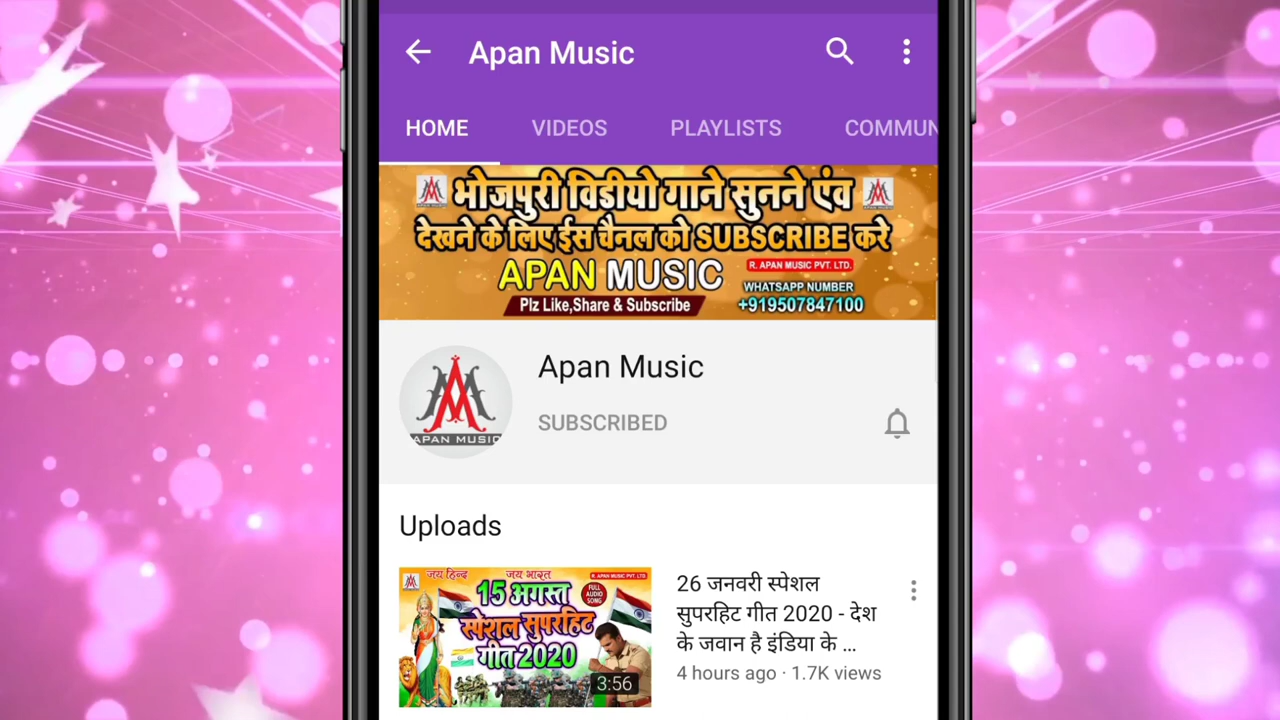 Apan Music
HOME VIDEOS PLAYLISTS COMMUN
भोजपुरी विडीयो गाने सुनने एंव
देखने के लिए ईस चैनल को SUBSCRIBE करे
APAN MUSIC
R. APAN MUSIC PVT. LTD.
Plz Like,Share & Subscribe
WHATSAPP NUMBER
+919507847100
Apan Music
SUBSCRIBED
APAN MUSIC
Uploads
जय हिन्द जय भारत
R. APAN MUSIC PVT. LTD
15 अगस्त
FULL
AUDIO
SONG
स्पेशल सुपरहिट
गीत 2020
3:56
26 जनवरी स्पेशल
सुपरहिट गीत 2020 - देश
के जवान है इंडिया के ...
4 hours ago · 1.7K views